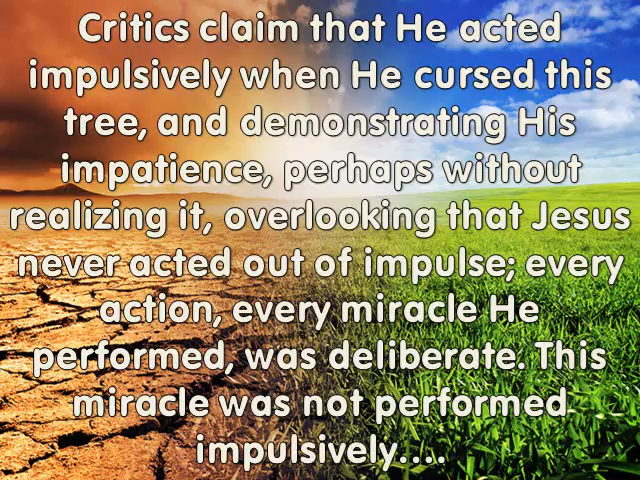 Critics claim that He acted
impulsively when He cursed this
tree, and demonstrating His
impatience, perhaps without
realizing it, overlooking that Jesus
never acted out of impulse; every
action, every miracle He
performed, was deliberate. This
miracle was not performed
impulsively....